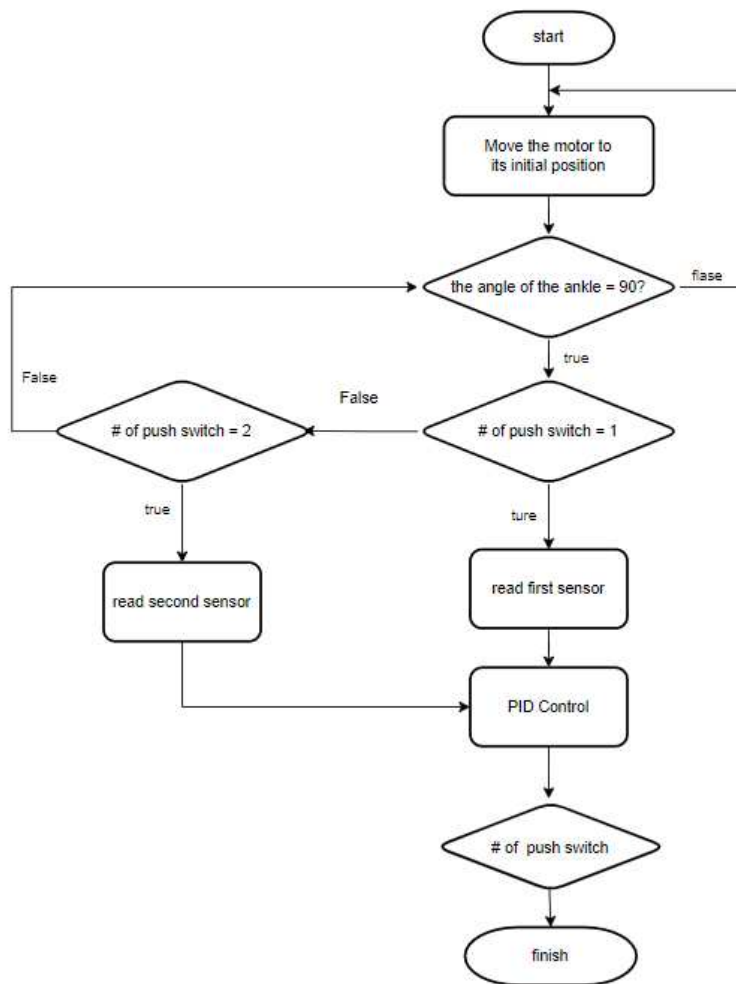 start
Move the motor to
its initial position
the angle of the ankle = 90?
flase
true
False
False
# of push switch = 2
# of push switch = 1
true
ture
read second sensor
read first sensor
PID Control
# of push switch
finish